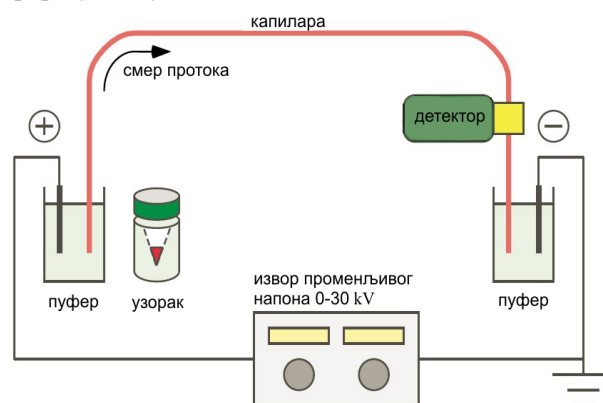 капилара
смер протока
детектор
+
−
пуфер
узорак
извор променљивог
напона 0-30 kV
пуфер